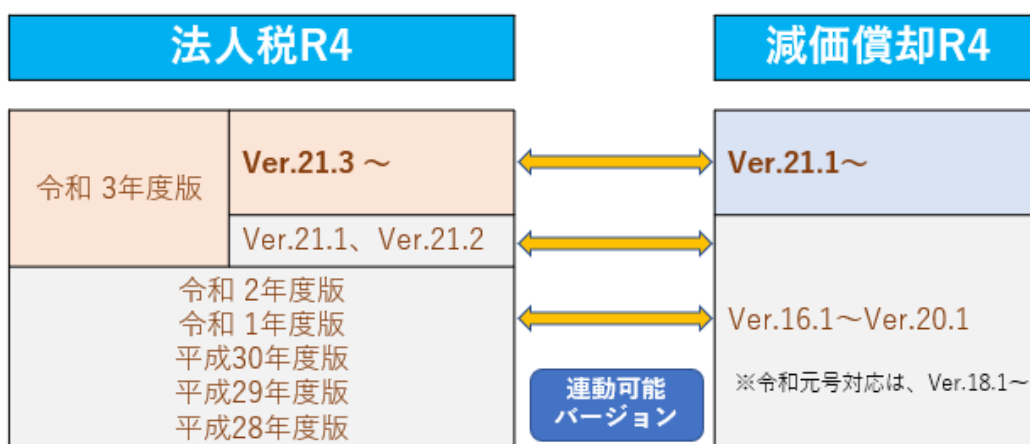 法人税R4
減価償却R4
令和 3年度版
Ver.21.3 ～
Ver.21.1～
Ver.21.1、Ver.21.2
令和 2年度版
令和 1年度版
平成30年度版
平成29年度版
平成28年度版
Ver.16.1～Ver.20.1
※令和元号対応は、Ver.18.1～
連動可能
バージョン